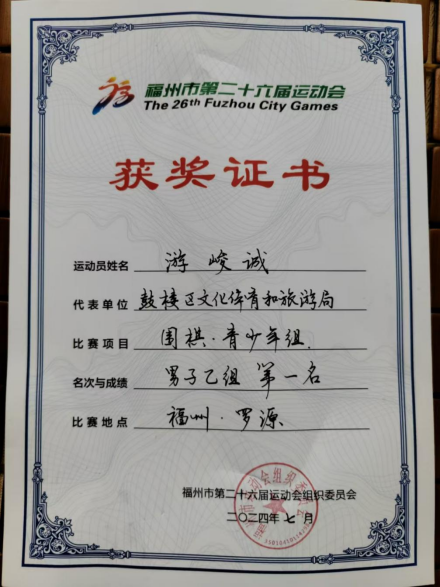 福州市第二十六届运动会
The 26th Fuzhou City Games
获奖证书
运动员姓名 游峻诚
代表单位 鼓楼区文化体育和旅游局
比赛项目 围棋·青少年组
名次与成绩 男子乙组 第一名
比赛地点 福州·罗源
福州市第二十六届运动会组织委员会
二〇二四年 七 月